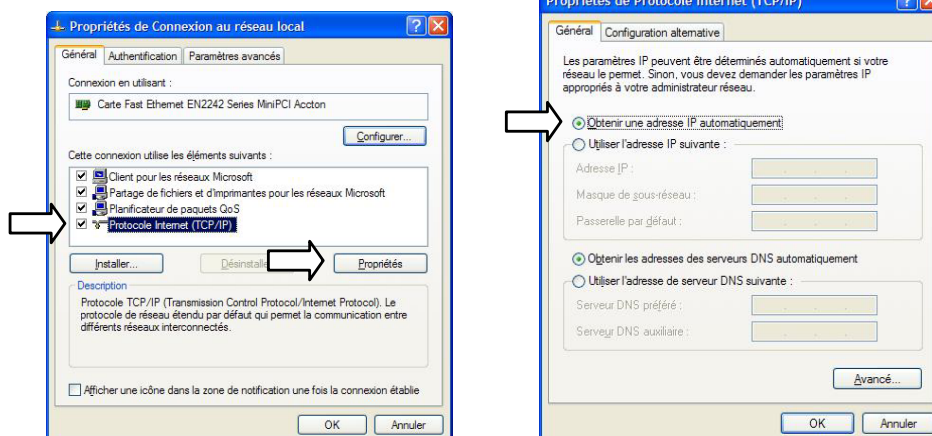 Propriétés de Connexion au réseau local
Général Authentification Paramètres avancés
Connexion en utilisant :
Carte Fast Ethernet EN2242 Series MiniPCI Accton
Configurer...
Cette connexion utilise les éléments suivants :
Client pour les réseaux Microsoft
Partage de fichiers et d'imprimantes pour les réseaux Microsoft
Planificateur de paquets QoS
Protocole Internet (TCP/IP)
Installer... Désinstalle Propriétés
Description
Protocole TCP/IP (Transmission Control Protocol/Internet Protocol). Le
protocole de réseau étendu par défaut qui permet la communication entre
différents réseaux interconnectés.
Afficher une icône dans la zone de notification une fois la connexion établie
OK Annuler
Propriétés de Protocole Internet (TCP/IP)
Général Configuration alternative
Les paramètres IP peuvent être déterminés automatiquement si votre
réseau le permet. Sinon, vous devez demander les paramètres IP
appropriés à votre administrateur réseau.
Obtenir une adresse IP automatiquement
Utiliser l'adresse IP suivante :
Adresse IP :
Masque de sous-réseau :
Passerelle par défaut :
Obtenir les adresses des serveurs DNS automatiquement
Utiliser l'adresse de serveur DNS suivante :
Serveur DNS préféré :
Serveur DNS auxiliaire :
Avancé...
OK Annuler